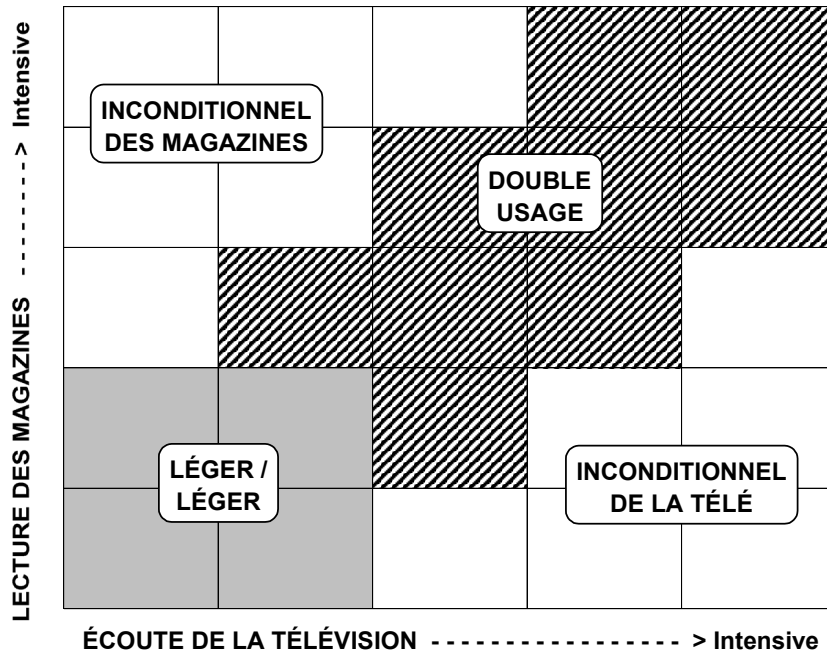 LECTURE DES MAGAZINES - - - - - - - - > Intensive
INCONDITIONNEL
DES MAGAZINES
DOUBLE
USAGE
LÉGER /
LÉGER
INCONDITIONNEL
DE LA TÉLÉ
ÉCOUTE DE LA TÉLÉVISION - - - - - - - - - - - - - - - - - - > Intensive